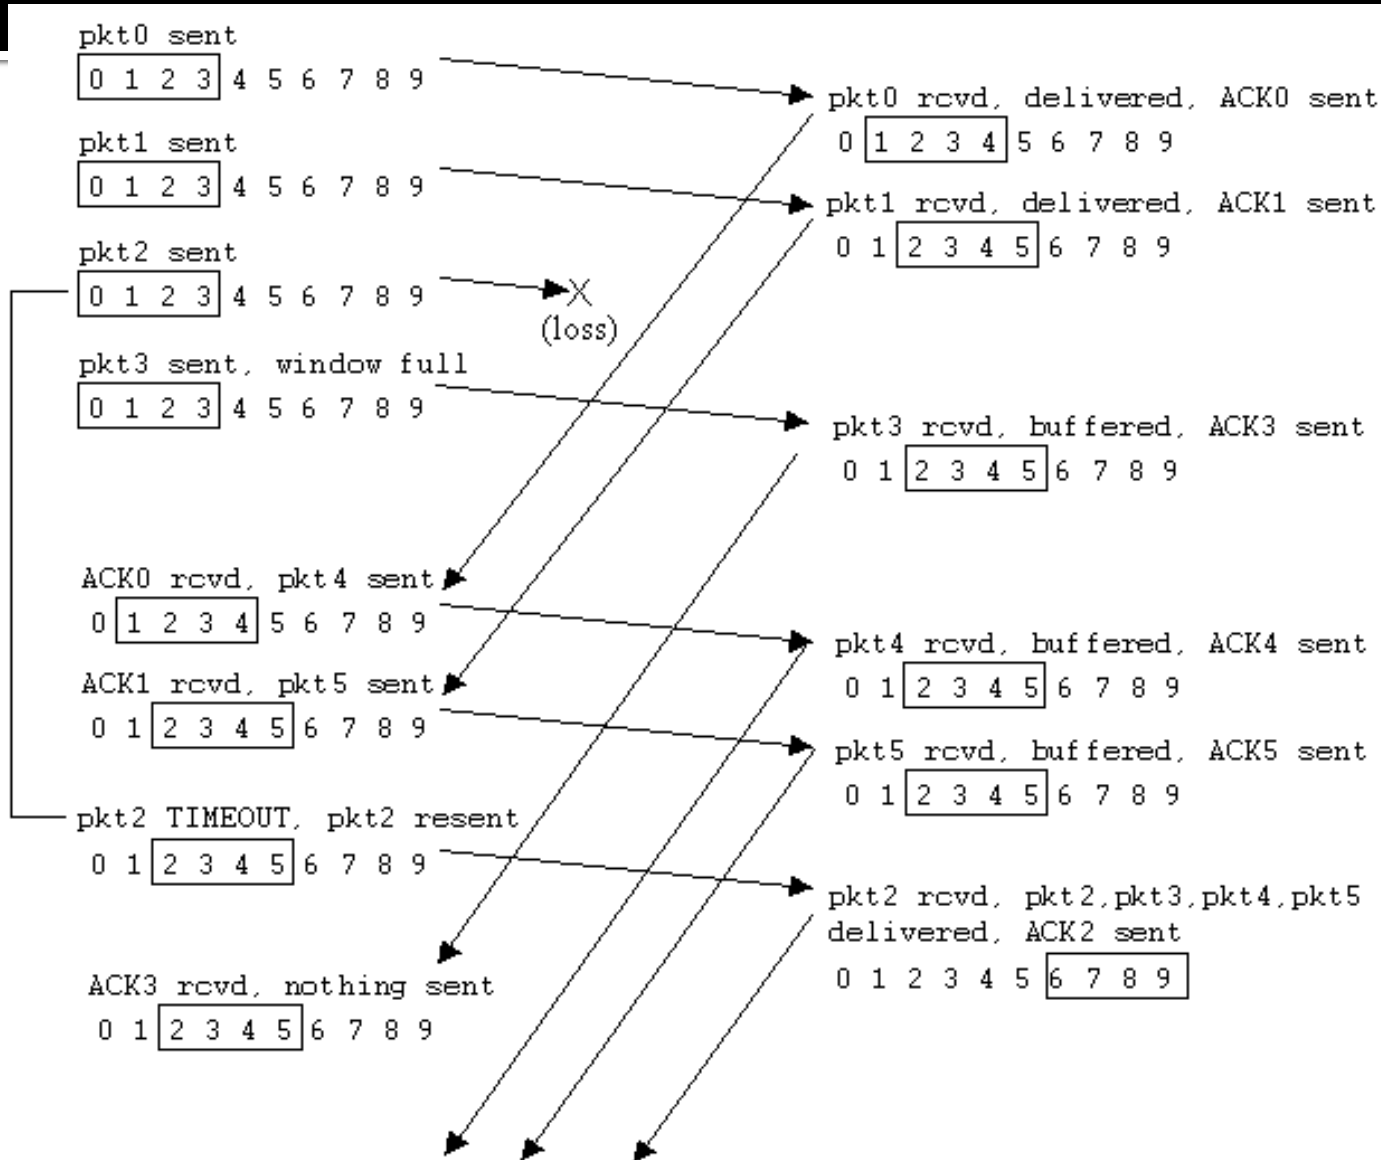 pkt0 sent
0 1 2 3 4 5 6 7 8 9
pkt1 sent
0 1 2 3 4 5 6 7 8 9
pkt2 sent
0 1 2 3 4 5 6 7 8 9
(loss)
pkt3 sent, window full
0 1 2 3 4 5 6 7 8 9
ACK0 rcvd, pkt4 sent
0 1 2 3 4 5 6 7 8 9
ACK1 rcvd, pkt5 sent
0 1 2 3 4 5 6 7 8 9
pkt2 TIMEOUT, pkt2 resent
0 1 2 3 4 5 6 7 8 9
ACK3 rcvd, nothing sent
0 1 2 3 4 5 6 7 8 9
pkt0 rcvd, delivered, ACK0 sent
0 1 2 3 4 5 6 7 8 9
pkt1 rcvd, delivered, ACK1 sent
0 1 2 3 4 5 6 7 8 9
pkt3 rcvd, buffered, ACK3 sent
0 1 2 3 4 5 6 7 8 9
pkt4 rcvd, buffered, ACK4 sent
0 1 2 3 4 5 6 7 8 9
pkt5 rcvd, buffered, ACK5 sent
0 1 2 3 4 5 6 7 8 9
pkt2 rcvd, pkt2,pkt3,pkt4,pkt5
delivered, ACK2 sent
0 1 2 3 4 5 6 7 8 9